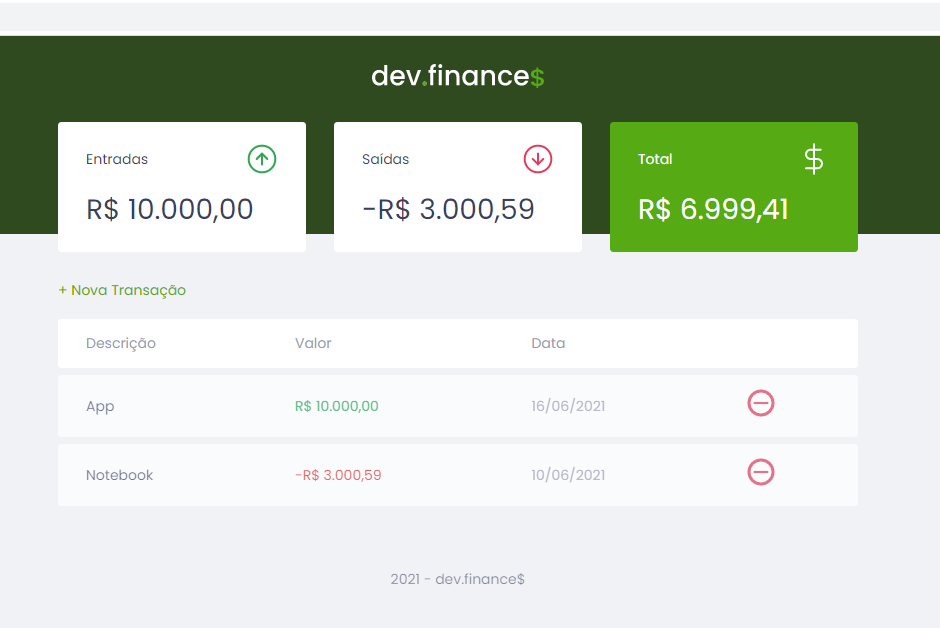 dev.finance$
Entradas
R$ 10.000,00
Saídas
-R$ 3.000,59
Total
$
R$ 6.999,41
+ Nova Transação
Descrição Valor Data
App R$ 10.000,00 16/06/2021
Notebook -R$ 3.000,59 10/06/2021
2021 - dev.finance$